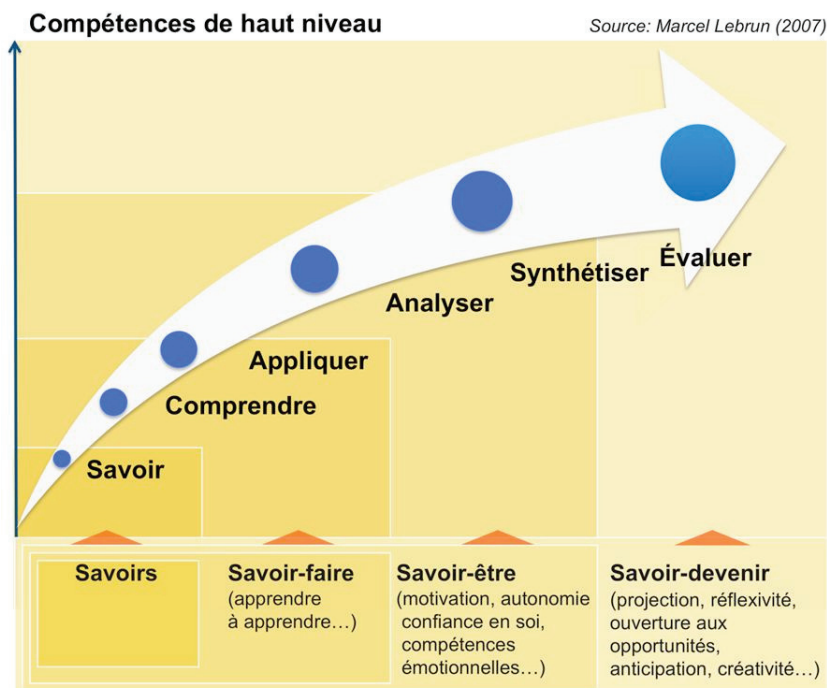 Compétences de haut niveau
Source: Marcel Lebrun (2007)
Évaluer
Synthétiser
Analyser
Appliquer
Comprendre
Savoir
Savoirs
Savoir-faire
(apprendre
à apprendre…)
Savoir-être
(motivation, autonomie
confiance en soi,
compétences
émotionnelles…)
Savoir-devenir
(projection, réflexivité,
ouverture aux
opportunités,
anticipation, créativité…)